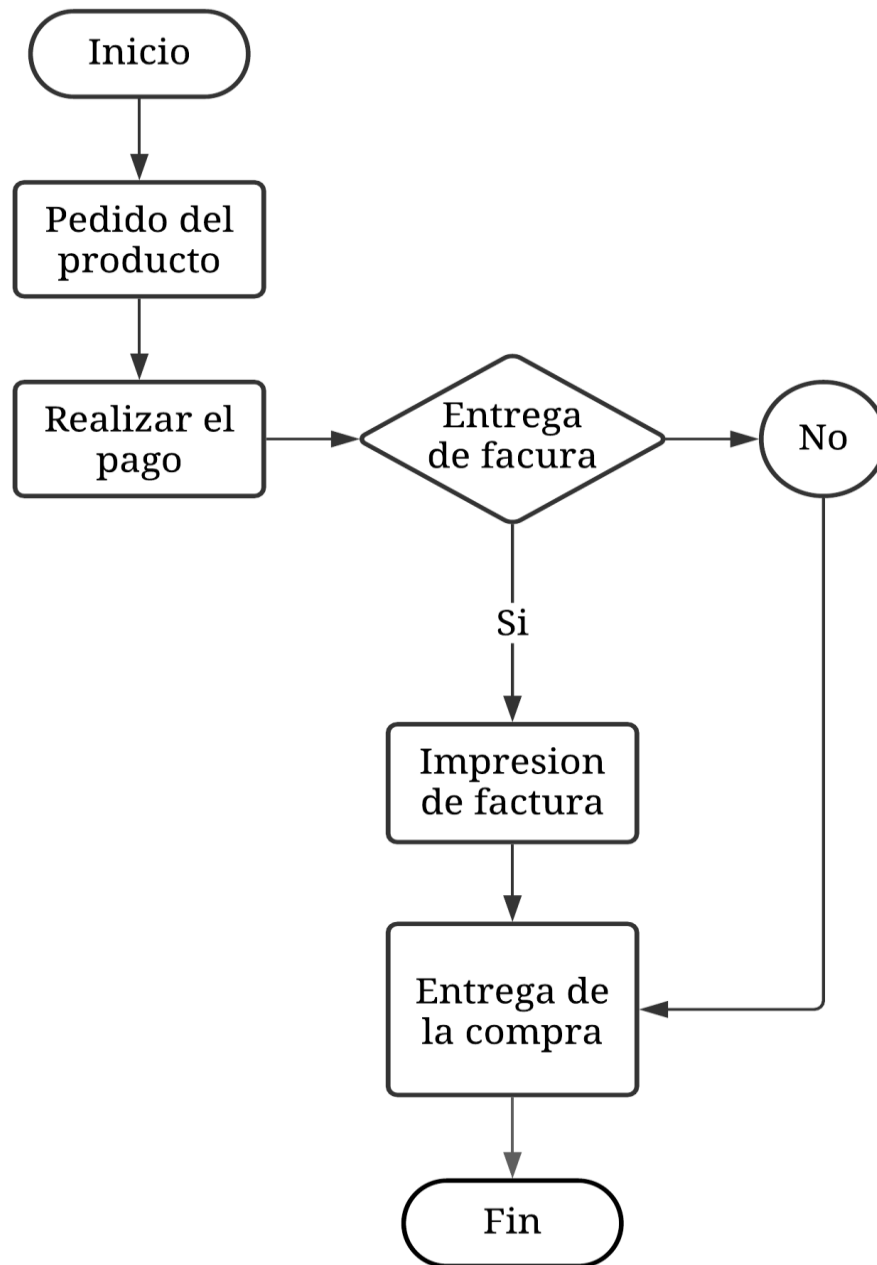 Inicio
Pedido del
producto
Realizar el
pago
Entrega
de facura
No
Si
Impresion
de factura
Entrega de
la compra
Fin